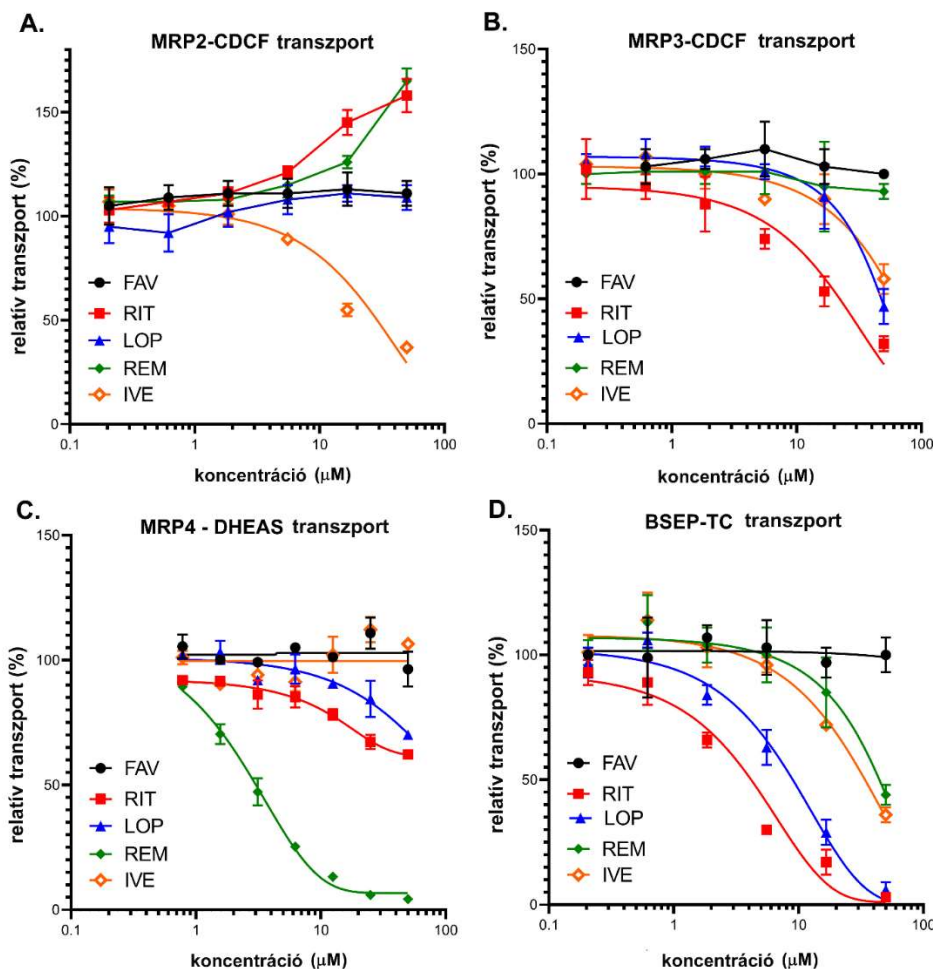 A.
MRP2-CDCF transzport
relatív transzport (%)
150
100
50
0
FAV
RIT
LOP
REM
IVE
0.1
1
10
100
koncentráció (μM)
B.
MRP3-CDCF transzport
relatív transzport (%)
150
100
50
0
FAV
RIT
LOP
REM
IVE
0.1
1
10
100
koncentráció (μM)
C.
MRP4 - DHEAS transzport
relatív transzport (%)
150
100
50
0
FAV
RIT
LOP
REM
IVE
0.1
1
10
100
koncentráció (μM)
D.
BSEP-TC transzport
relatív transzport (%)
150
100
50
0
FAV
RIT
LOP
REM
IVE
0.1
1
10
100
koncentráció (μM)